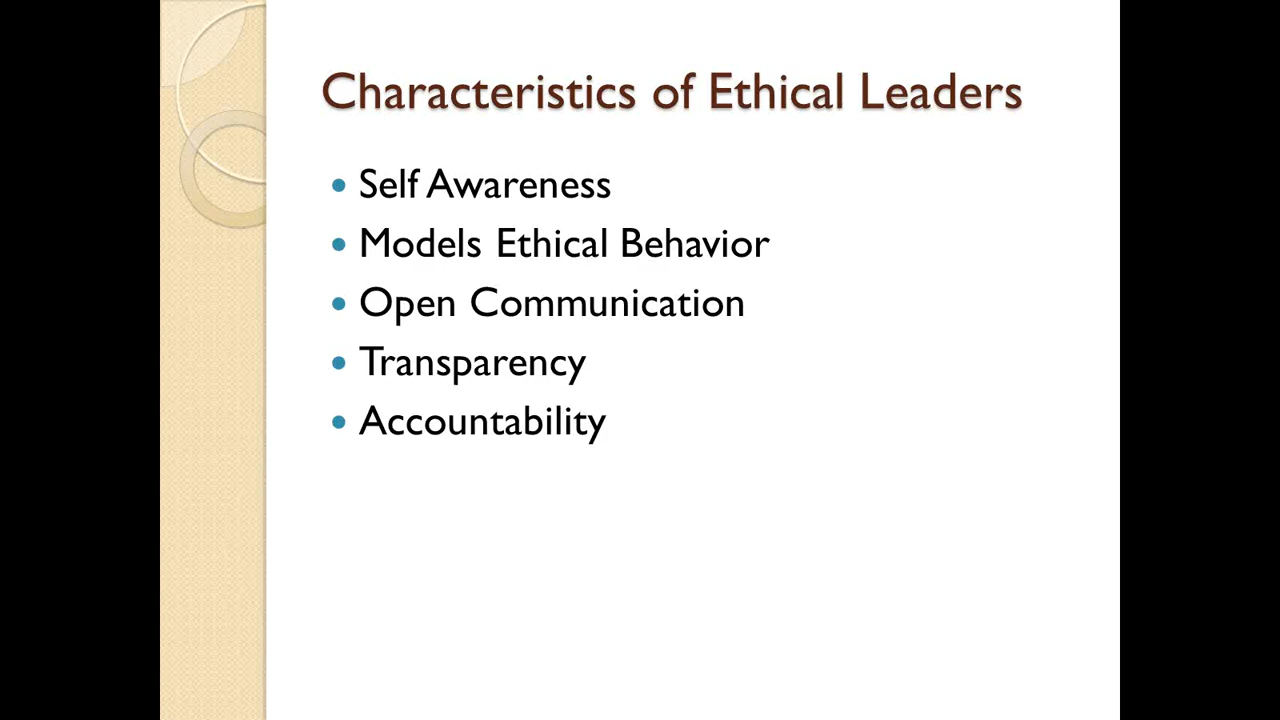 Characteristics of Ethical Leaders
• Self Awareness
• Models Ethical Behavior
• Open Communication
• Transparency
• Accountability